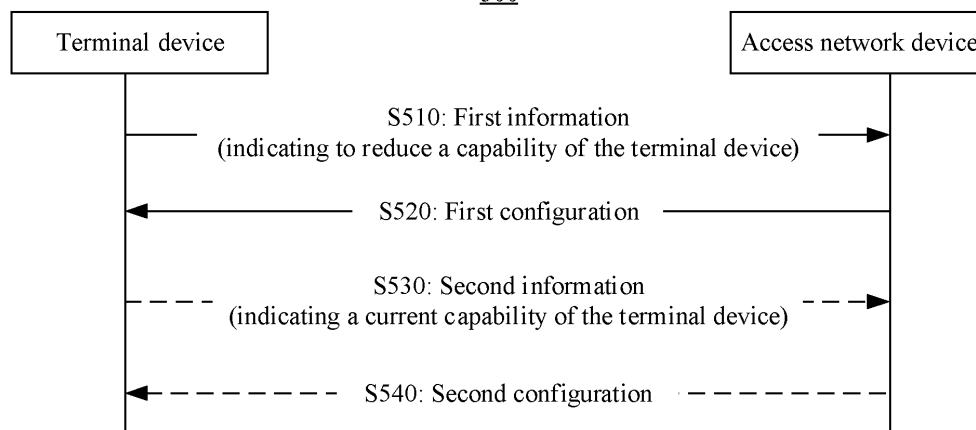 Terminal device
Access network device
S510: First information
(indicating to reduce a capability of the terminal device)
S520: First configuration
S530: Second information
(indicating a current capability of the terminal device)
S540: Second configuration